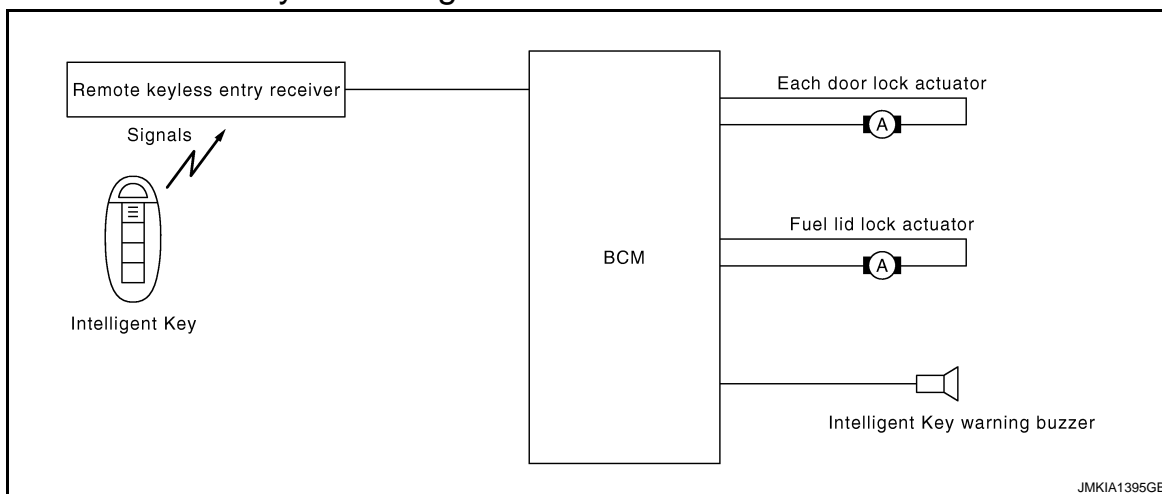 Remote keyless entry receiver
Signals
Intelligent Key
BCM
Each door lock actuator
A
Fuel lid lock actuator
A
Intelligent Key warning buzzer
JMKIA1395GB